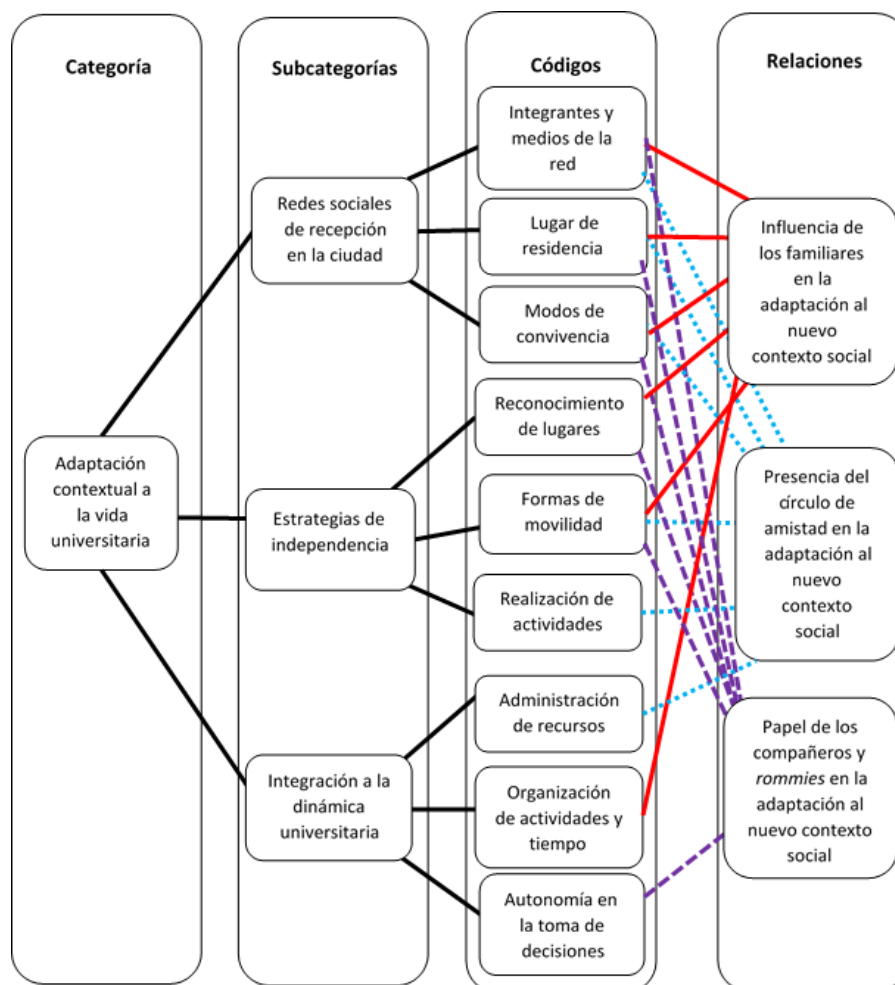 Categoría
Subcategorías
Códigos
Relaciones
Adaptación
contextual a
la vida
universitaria
Redes sociales
de recepción
en la ciudad
Estrategias de
independencia
Integración a la
dinámica
universitaria
Integrantes y
medios de la
red
Lugar de
residencia
Modos de
convivencia
Reconocimiento
de lugares
Formas de
movilidad
Realización de
actividades
Administración
de recursos
Organización
de actividades y
tiempo
Autonomía en
la toma de
decisiones
Influencia de
los familiares
en la
adaptación al
nuevo
contexto social
Presencia del
círculo de
amistad en la
adaptación al
nuevo
contexto
social
Papel de los
compañeros y
rommies en la
adaptación al
nuevo contexto
social